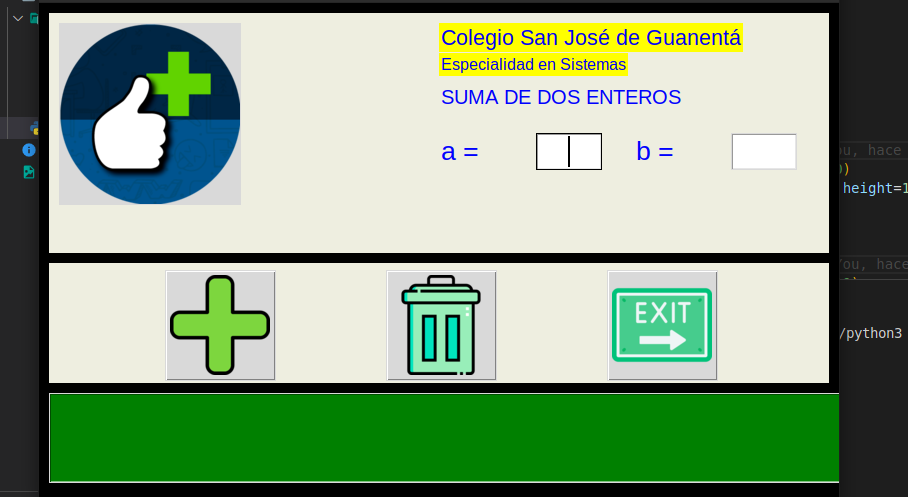 Colegio San José de Guanentá
Especialidad en Sistemas
SUMA DE DOS ENTEROS
a = b =
EXIT
ou, hace
)
height=1
You, hace
/python3